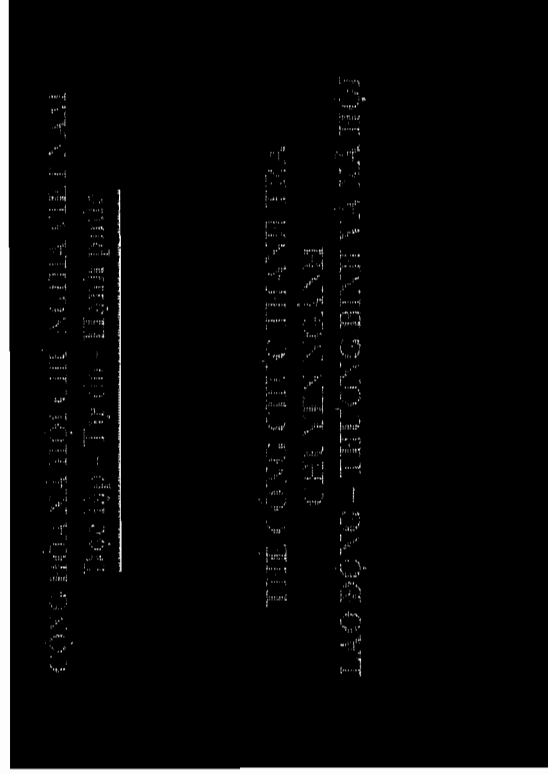 CỘNG HÒA XÃ HỘI CHỦ NGHĨA VIỆT NAM
Độc lập – Tự do – Hạnh phúc
THẺ CÔNG CHỨC THANH TRA
CHUYÊN NGÀNH
LAO ĐỘNG – THƯƠNG BINH VÀ XÃ HỘI